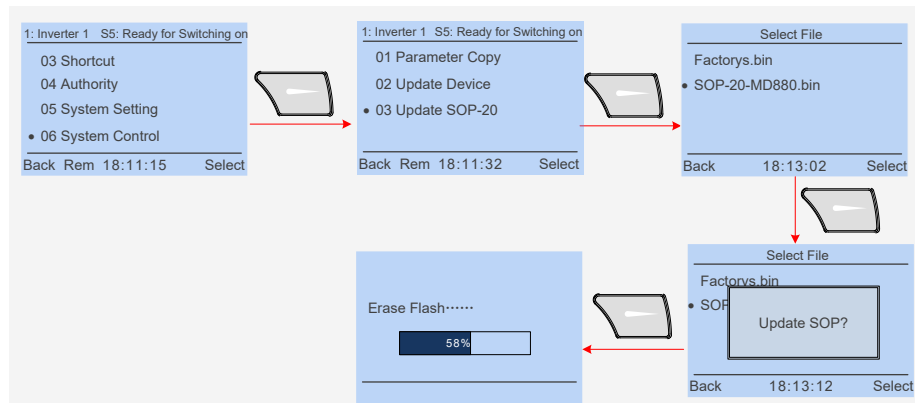 1: Inverter 1 S5: Ready for Switching on
03 Shortcut
04 Authority
05 System Setting
• 06 System Control
Back Rem 18:11:15 Select
1: Inverter 1 S5: Ready for Switching on
01 Parameter Copy
02 Update Device
• 03 Update SOP-20
Back Rem 18:11:32 Select
Select File
Factorys.bin
• SOP-20-MD880.bin
Back 18:13:02 Select
Select File
Factorys.bin
• SOP
Update SOP?
Back 18:13:12 Select
Erase Flash······
58%